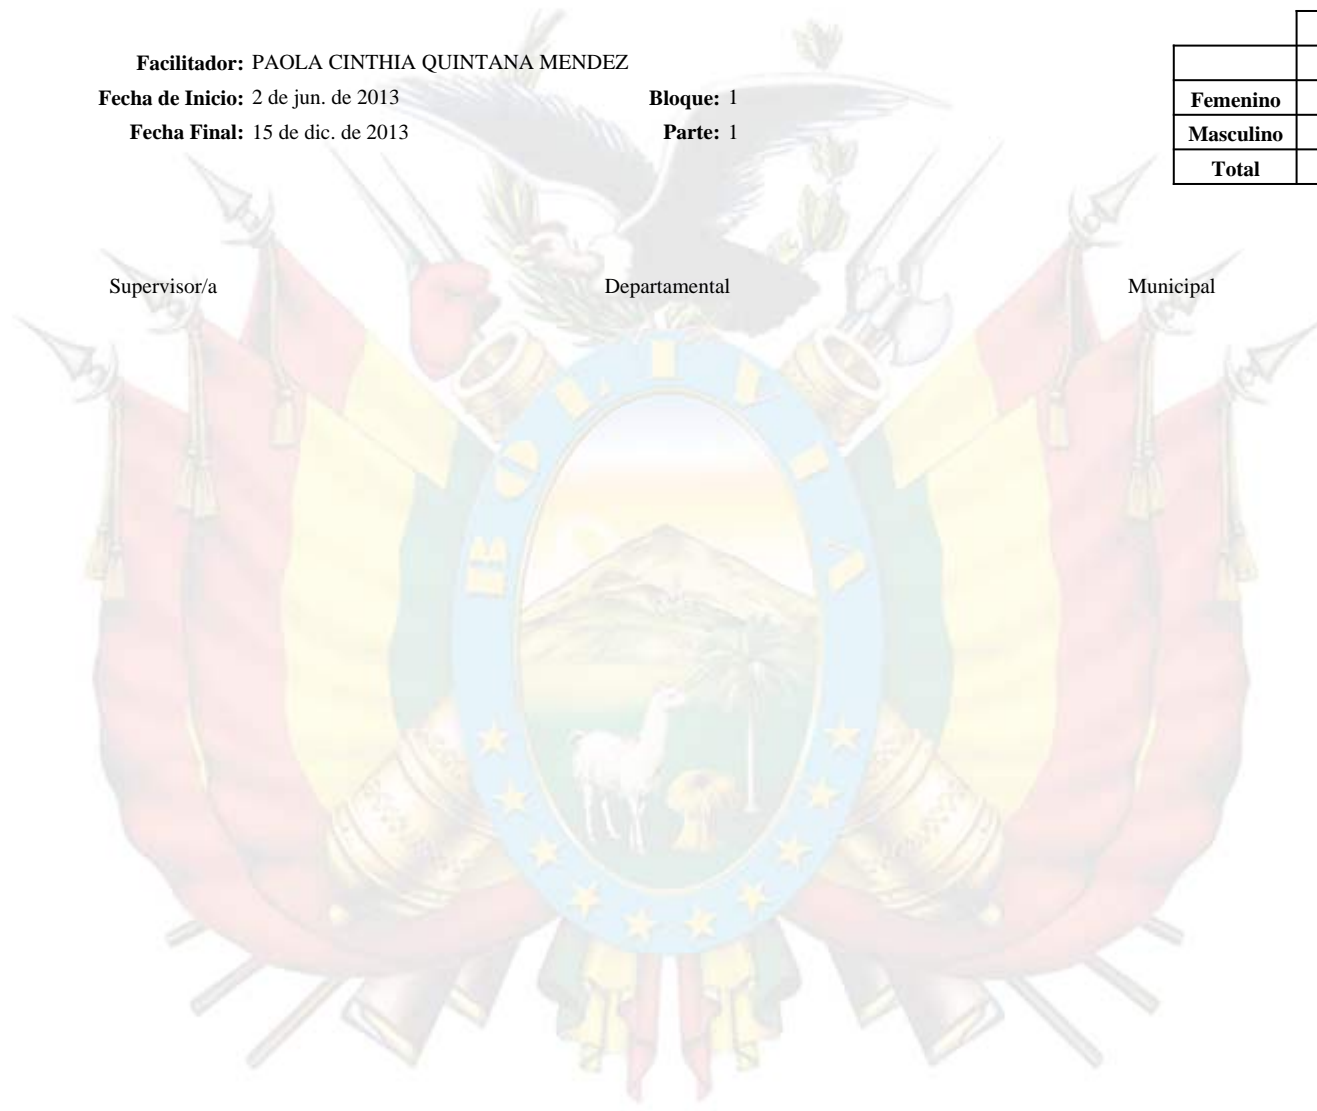 Facilitador: PAOLA CINTHIA QUINTANA MENDEZ
Fecha de Inicio: 2 de jun. de 2013 Bloque: 1
Fecha Final: 15 de dic. de 2013 Parte: 1
Femenino
Masculino
Total
Supervisor/a Departamental Municipal
BOLIVIA